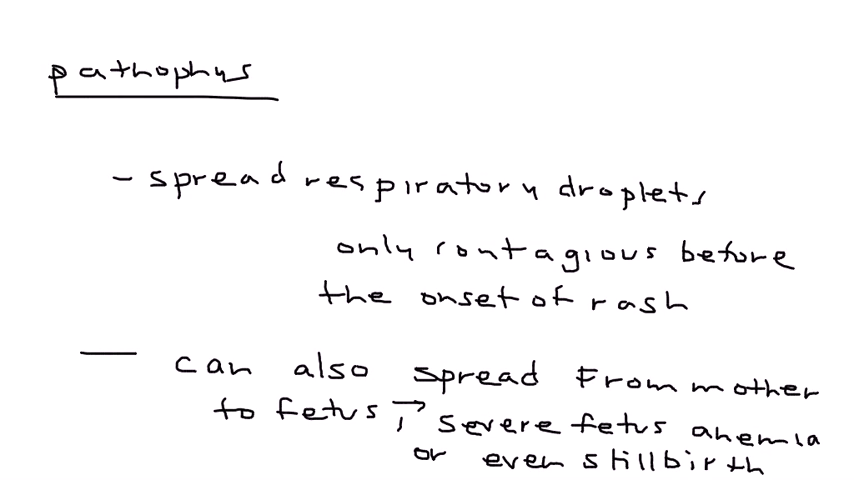 pathophys
- spread respiratory droplets
only contagious before
the onset of rash
— can also spread from mother
to fetus, → severe fetus anemia
or even stillbirth